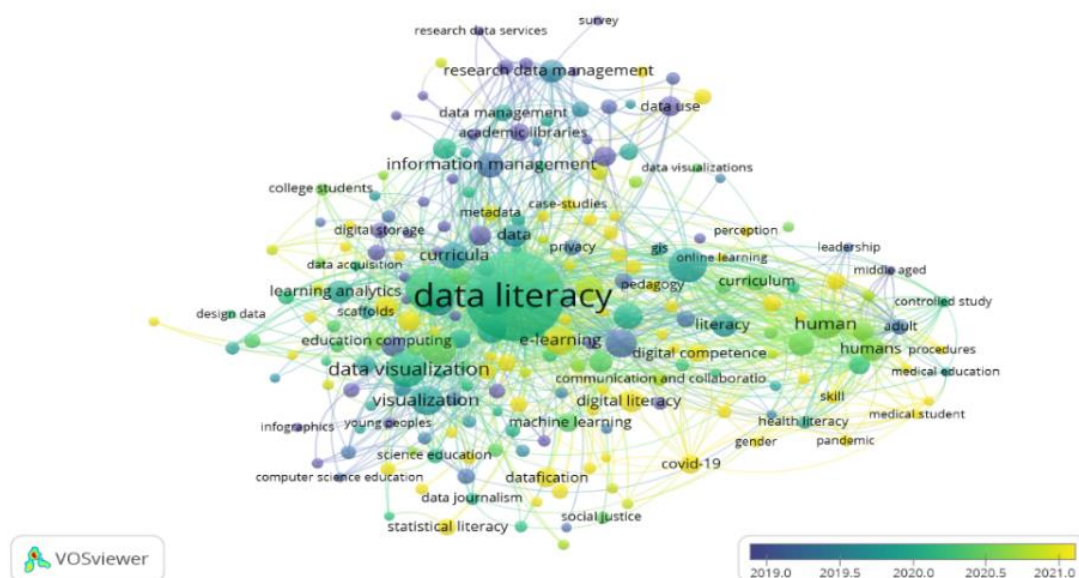 survey
research data services
research data management
data management
data use
academic libraries
information management
data visualizations
college students
case-studies
metadata
digital storage
data
privacy
perception
gis
leadership
curricula
online learning
data acquisition
middle aged
pedagogy
curriculum
learning analytics
data literacy
controlled study
scaffolds
design data
literacy
human
adult
education computing
e-learning
digital competence
humans
procedures
data visualization
medical education
communication and collaboratio
visualization
digital literacy
skill
medical student
infographics
young peoples
machine learning
health literacy
gender
pandemic
science education
covid-19
computer science education
datafication
data journalism
social justice
statistical literacy
VOSviewer
2019.0 2019.5 2020.0 2020.5 2021.0